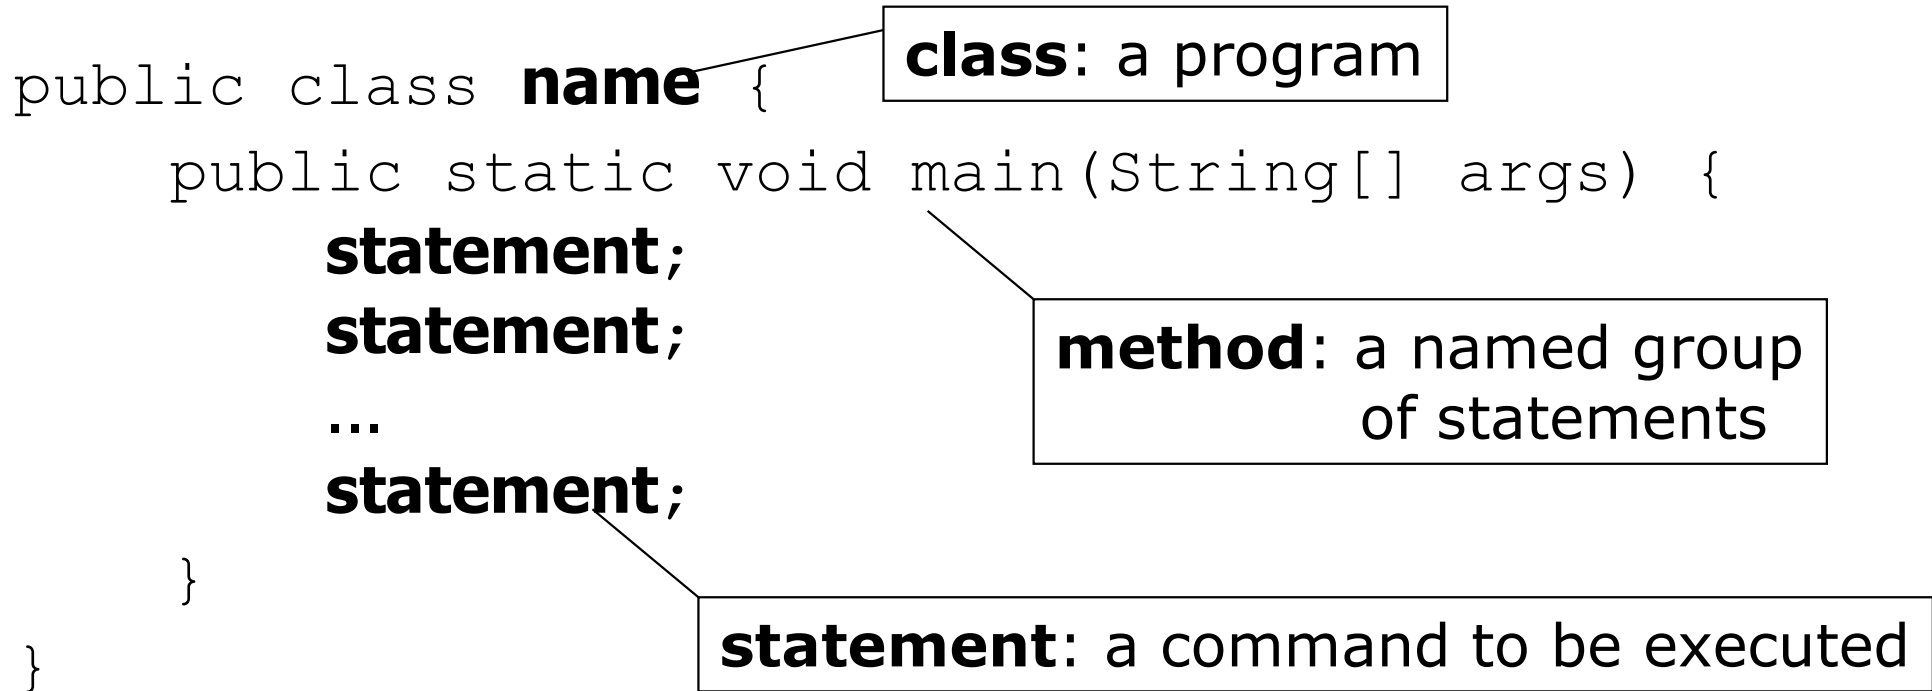 public class name {
class: a program
public static void main(String[] args) {
statement;
statement;
...
statement;
method: a named group
of statements
}
}
statement: a command to be executed